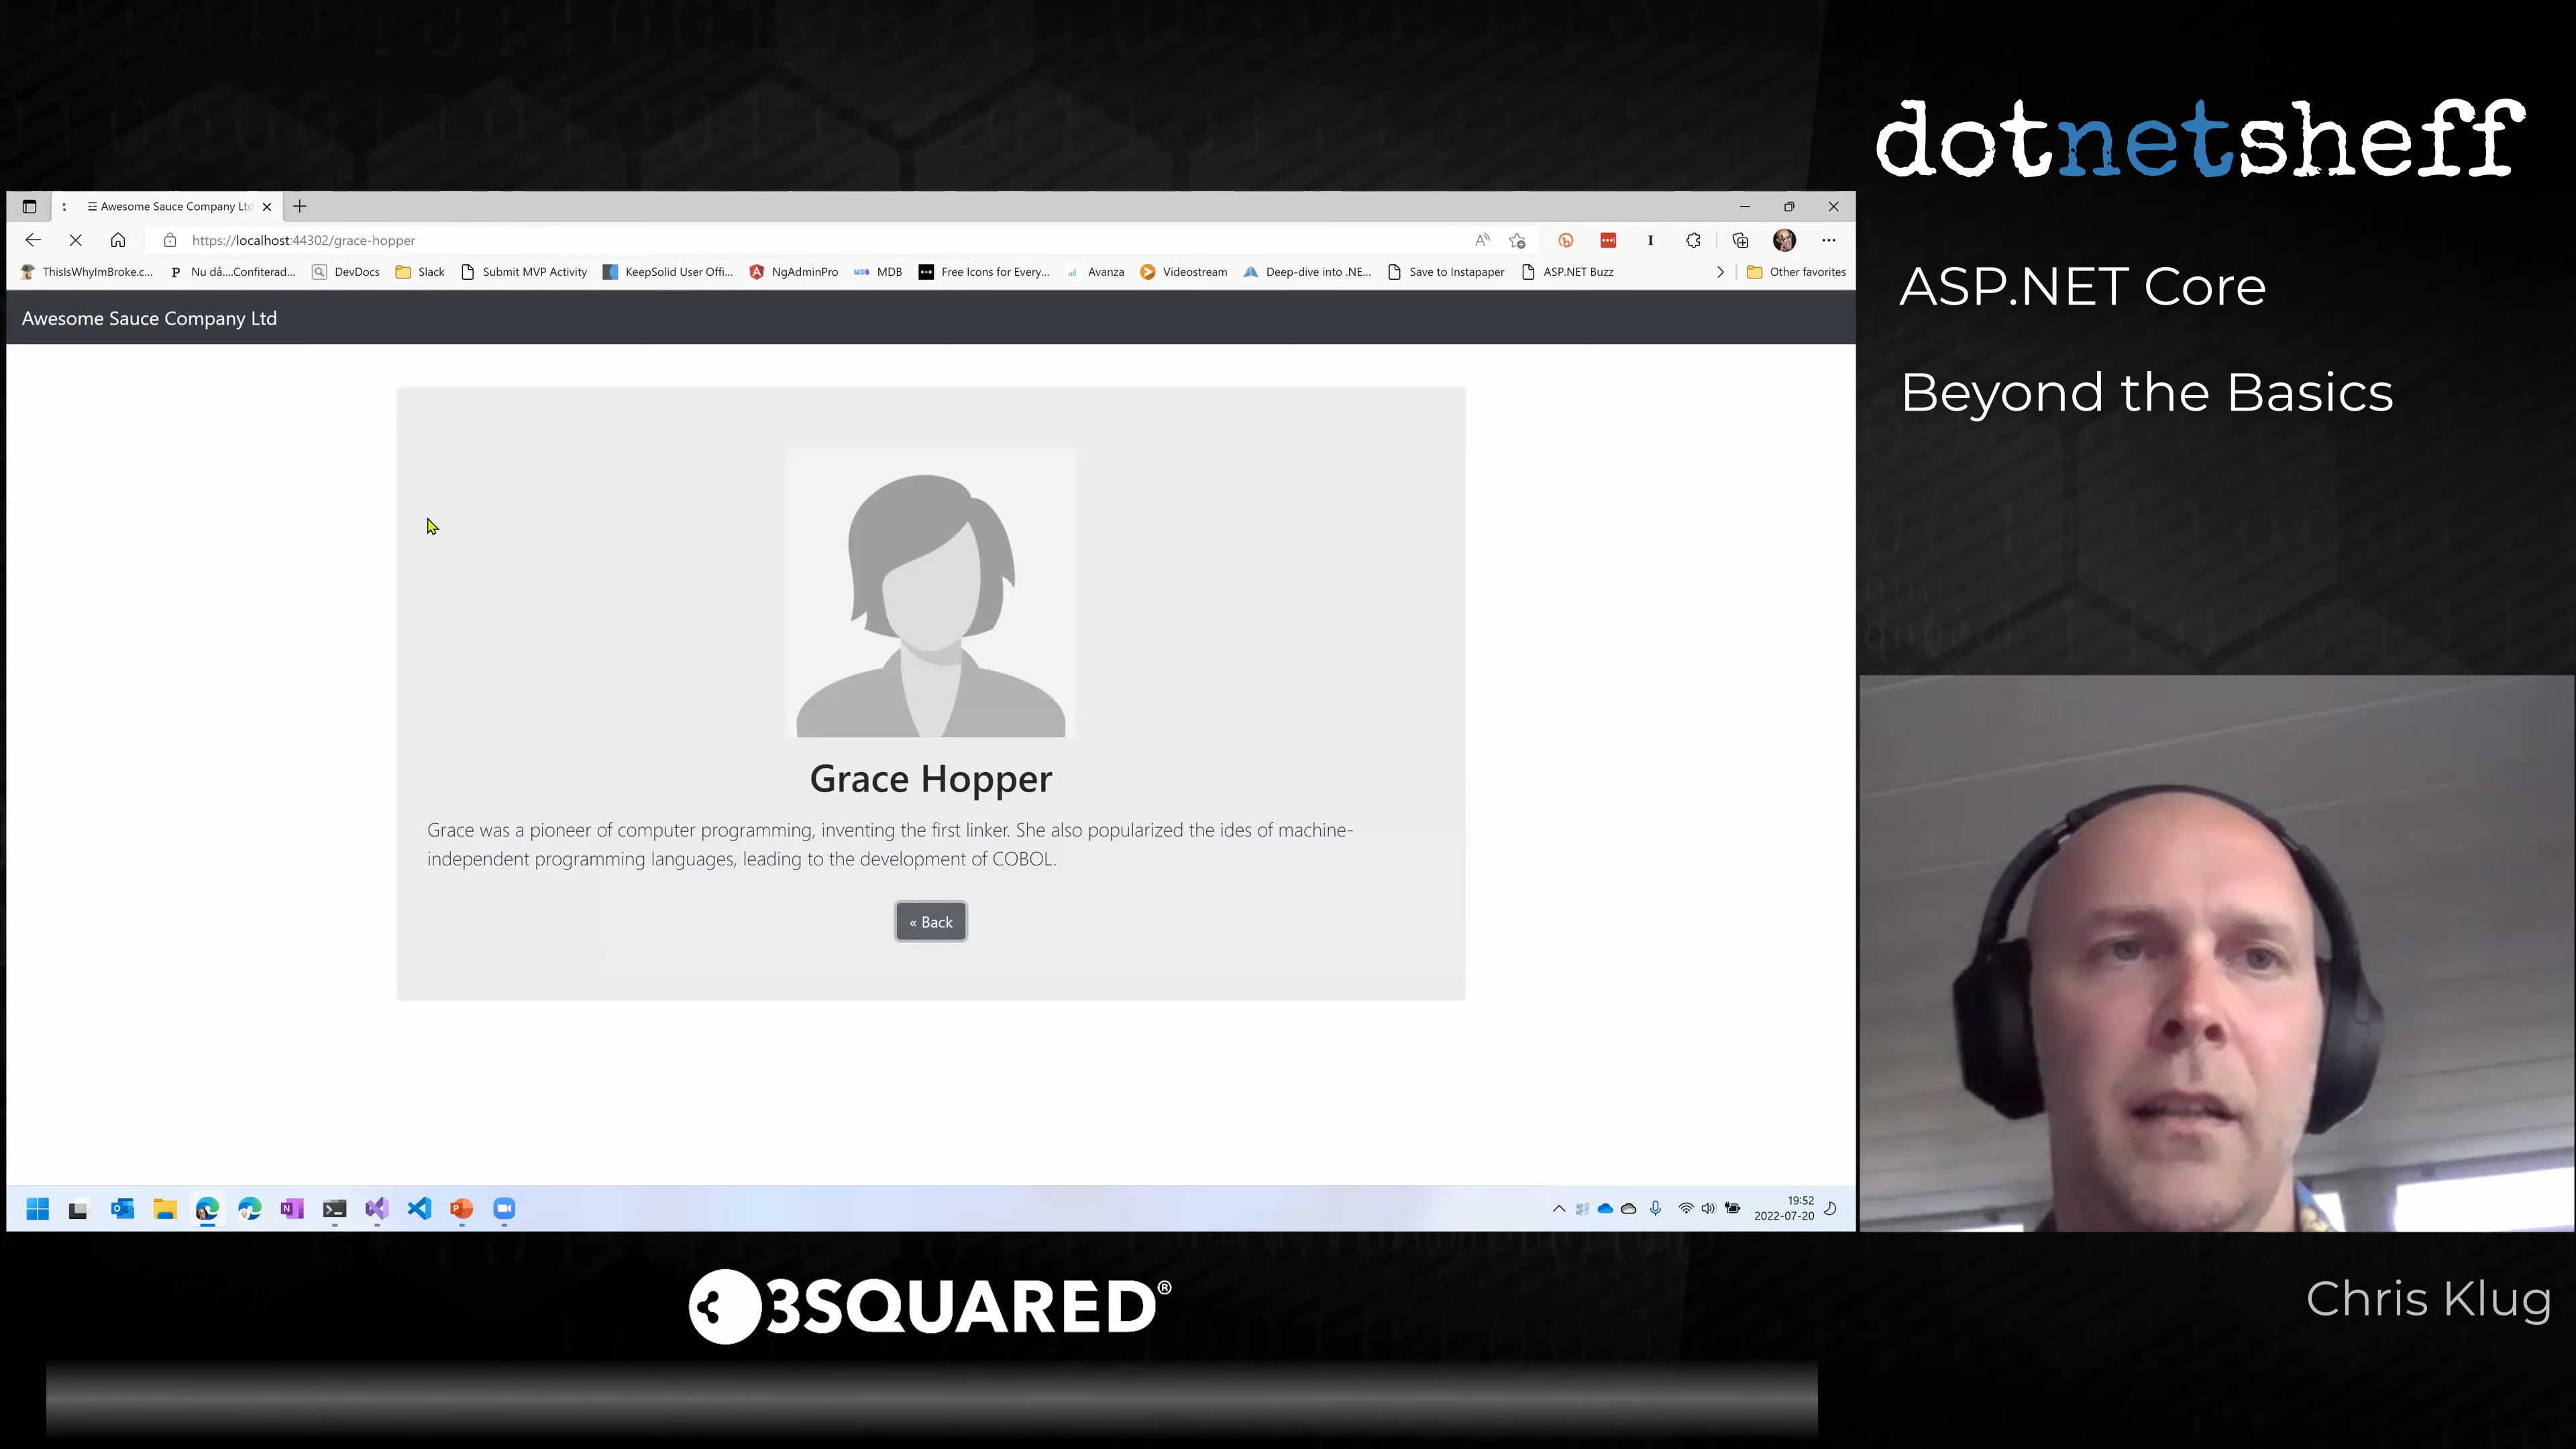 dotnetsheff
ASP.NET Core
Beyond the Basics
Awesome Sauce Company Ltd
https://localhost:44302/grace-hopper
ThisIsWhyImBroke.c...
Nu då....Confiterad...
DevDocs
Slack
Submit MVP Activity
KeepSolid User Offi...
NgAdminPro
MDB
Free Icons for Every...
Avanza
Videostream
Deep-dive into .NE...
Save to Instapaper
ASP.NET Buzz
Other favorites
Awesome Sauce Company Ltd
Grace Hopper
Grace was a pioneer of computer programming, inventing the first linker. She also popularized the ides of machine-
independent programming languages, leading to the development of COBOL.
« Back
19:52
2022-07-20
3SQUARED®
Chris Klug